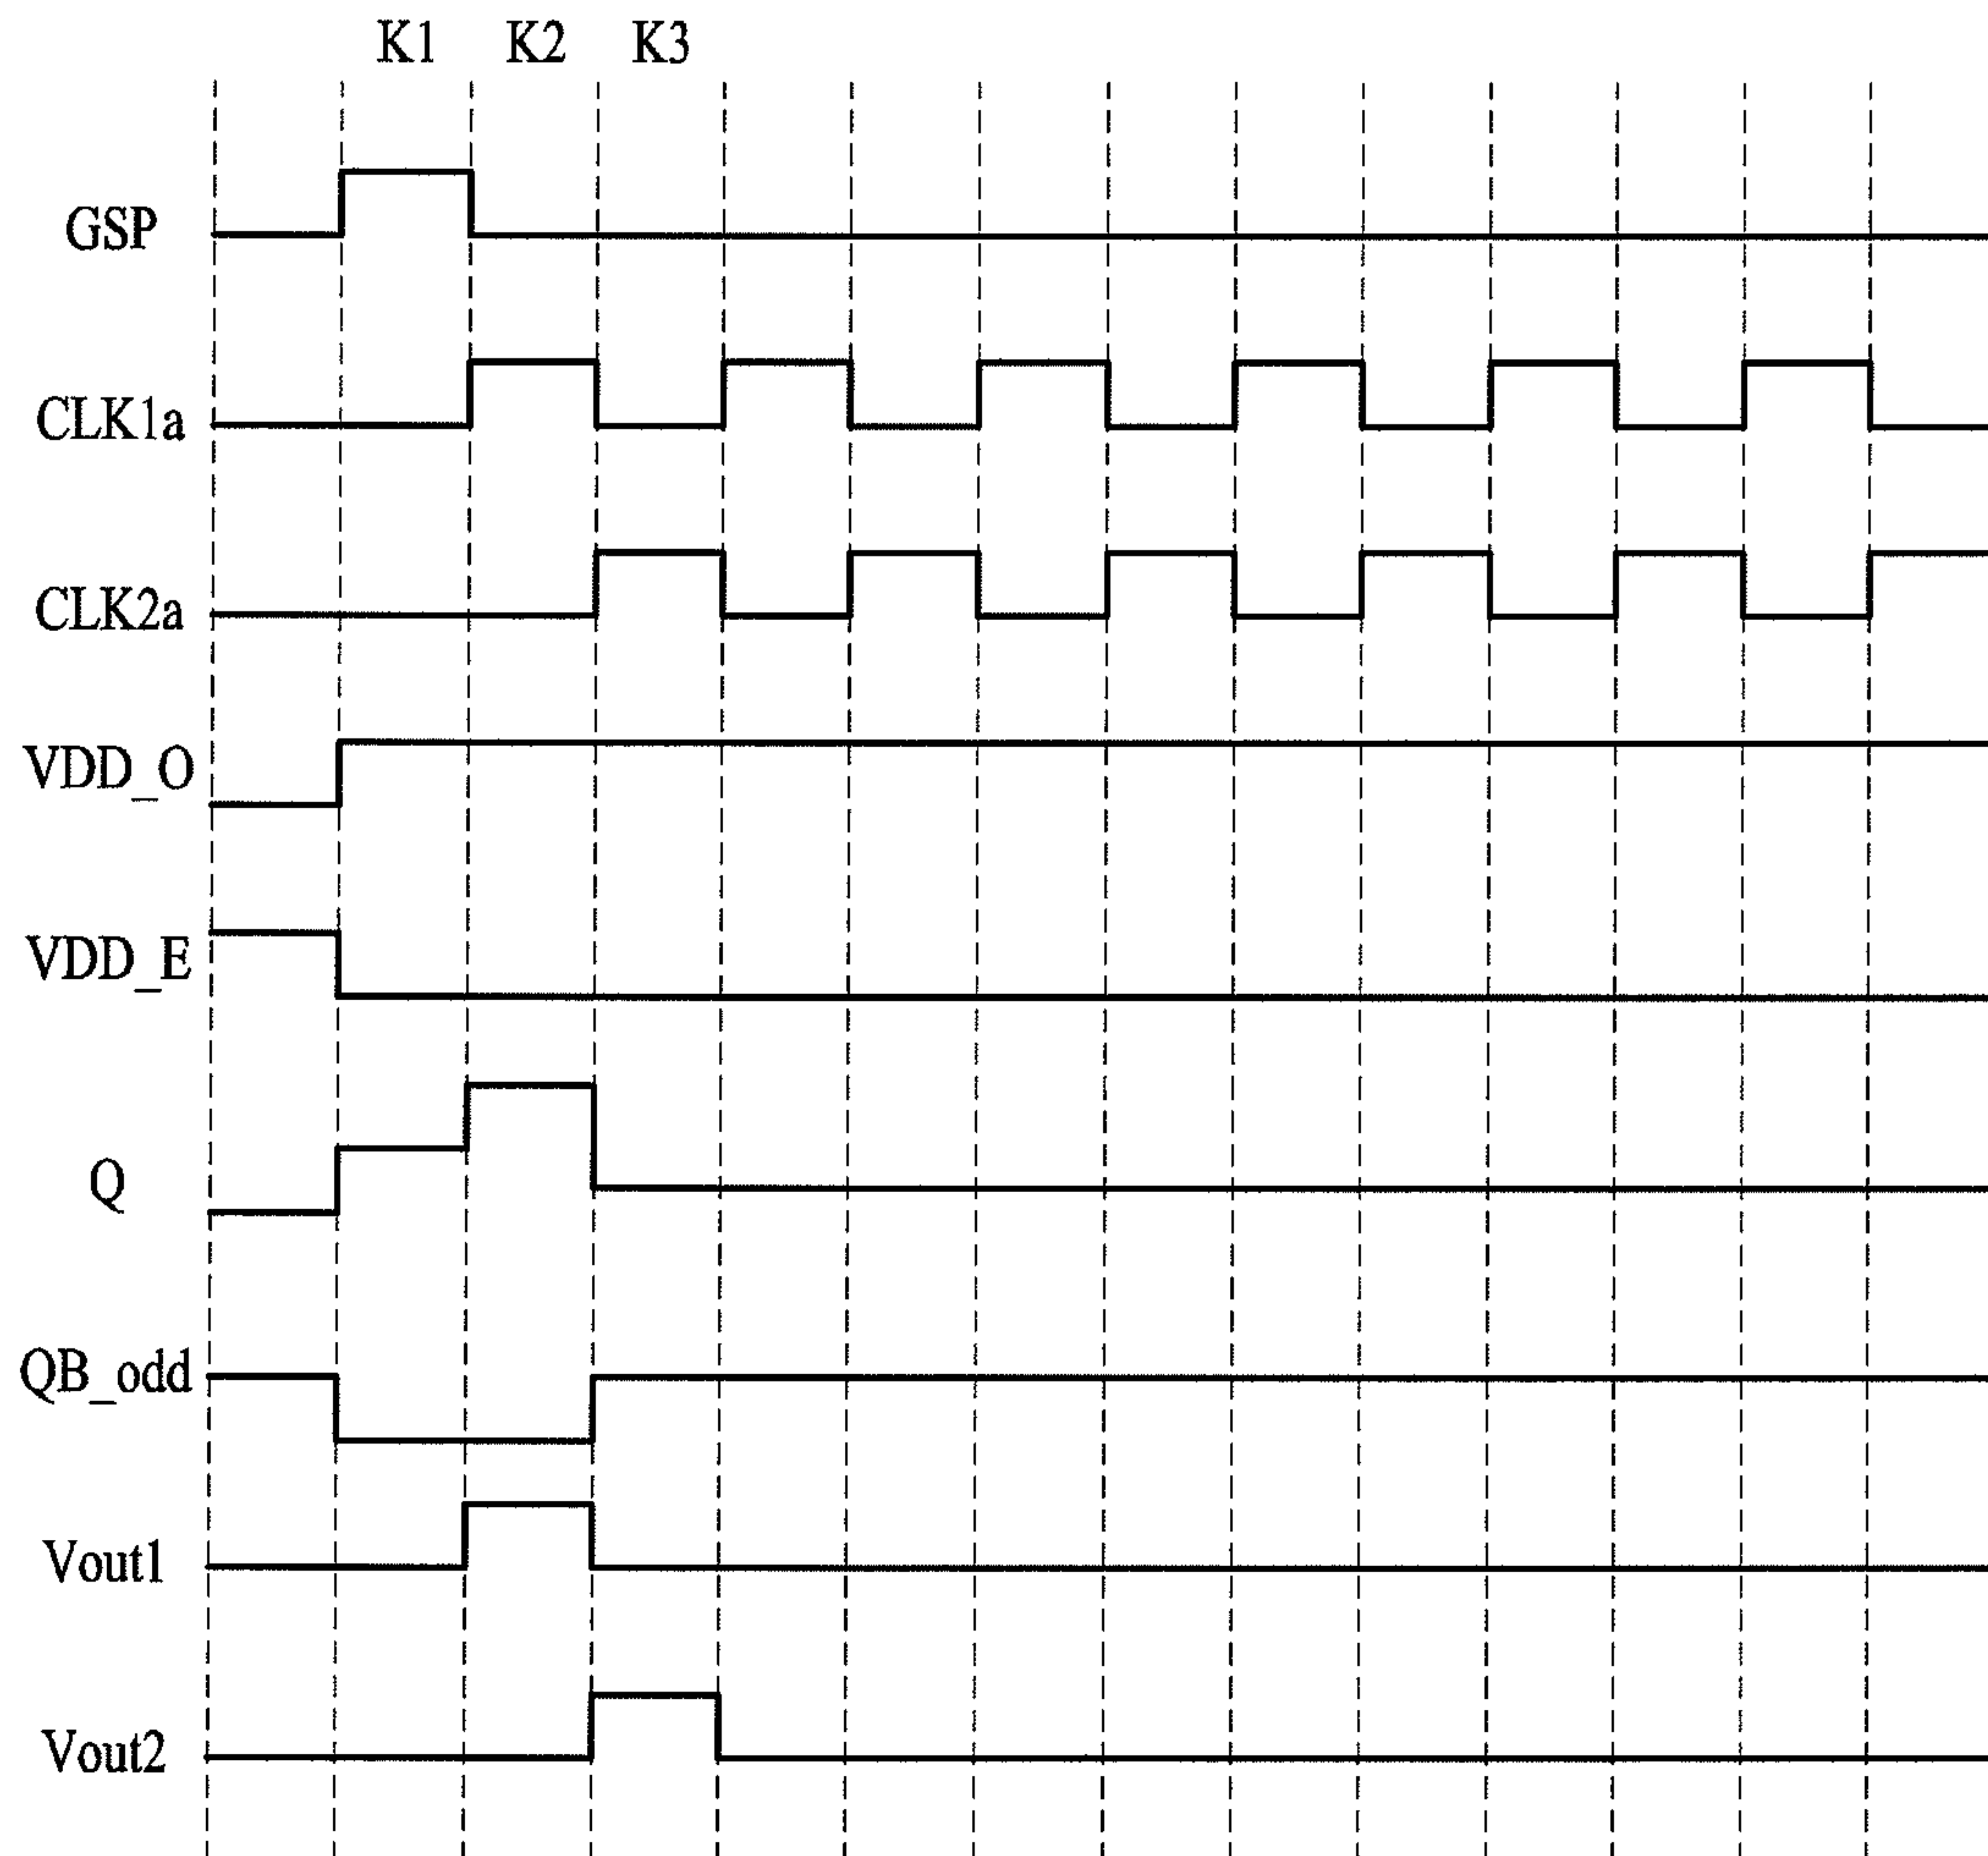 K1 K2 K3
GSP
CLK1a
CLK2a
VDD_O
VDD_E
Q
QB_odd
Vout1
Vout2